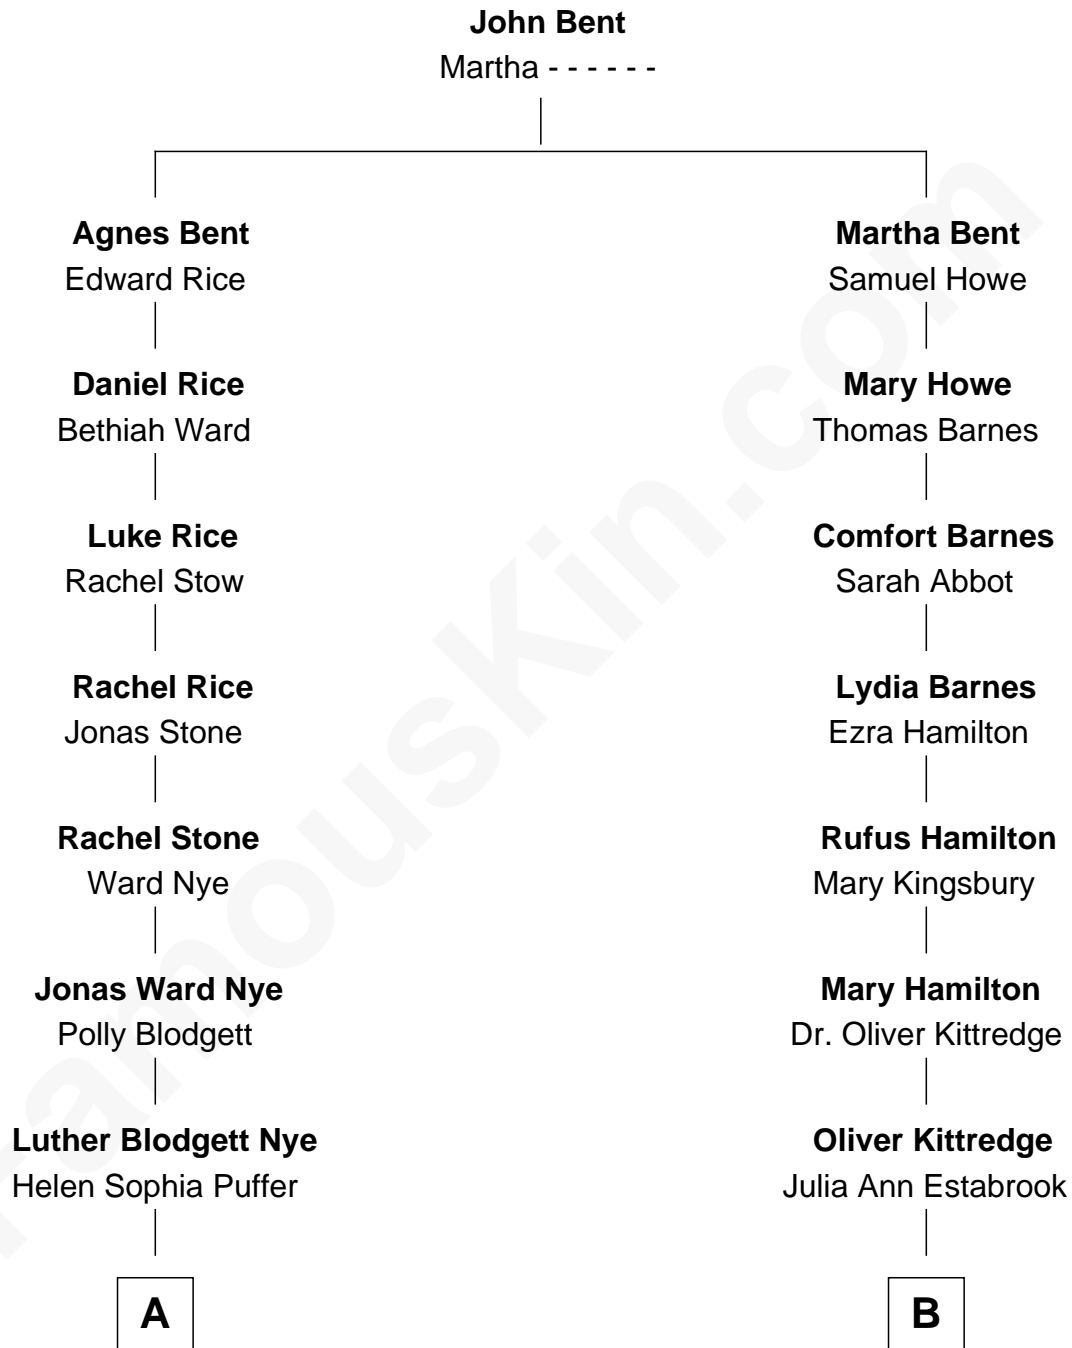 John Bent
Martha - - - - - -
Agnes Bent
Edward Rice
Martha Bent
Samuel Howe
Daniel Rice
Bethiah Ward
Mary Howe
Thomas Barnes
Luke Rice
Rachel Stow
Comfort Barnes
Sarah Abbot
Rachel Rice
Jonas Stone
Lydia Barnes
Ezra Hamilton
Rachel Stone
Ward Nye
Rufus Hamilton
Mary Kingsbury
Jonas Ward Nye
Polly Blodgett
Mary Hamilton
Dr. Oliver Kittredge
Luther Blodgett Nye
Helen Sophia Puffer
Oliver Kittredge
Julia Ann Estabrook
A
B
FamousKin.com